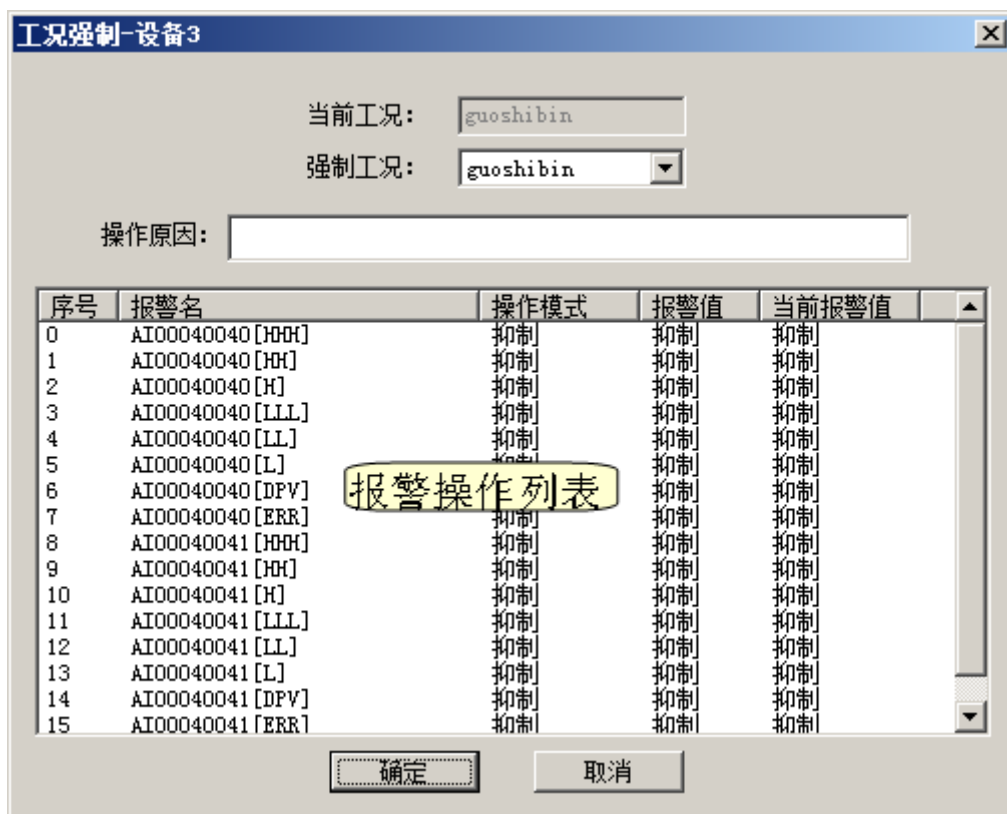 工况强制-设备3
当前工况: guoshibin
强制工况: guoshibin
操作原因:
序号 报警名 操作模式 报警值 当前报警值
0 AI00040040[HHH] 抑制 抑制 抑制
1 AI00040040[HH] 抑制 抑制 抑制
2 AI00040040[H] 抑制 抑制 抑制
3 AI00040040[LLL] 抑制 抑制 抑制
4 AI00040040[LL] 抑制 抑制 抑制
5 AI00040040[L] 抑制 抑制 抑制
报警操作列表
6 AI00040040[DPV] 抑制 抑制 抑制
7 AI00040040[ERR] 抑制 抑制 抑制
8 AI00040041[HHH] 抑制 抑制 抑制
9 AI00040041[HH] 抑制 抑制 抑制
10 AI00040041[H] 抑制 抑制 抑制
11 AI00040041[LLL] 抑制 抑制 抑制
12 AI00040041[LL] 抑制 抑制 抑制
13 AI00040041[L] 抑制 抑制 抑制
14 AI00040041[DPV] 抑制 抑制 抑制
15 AI00040041[ERR] 抑制 抑制 抑制
确定 取消